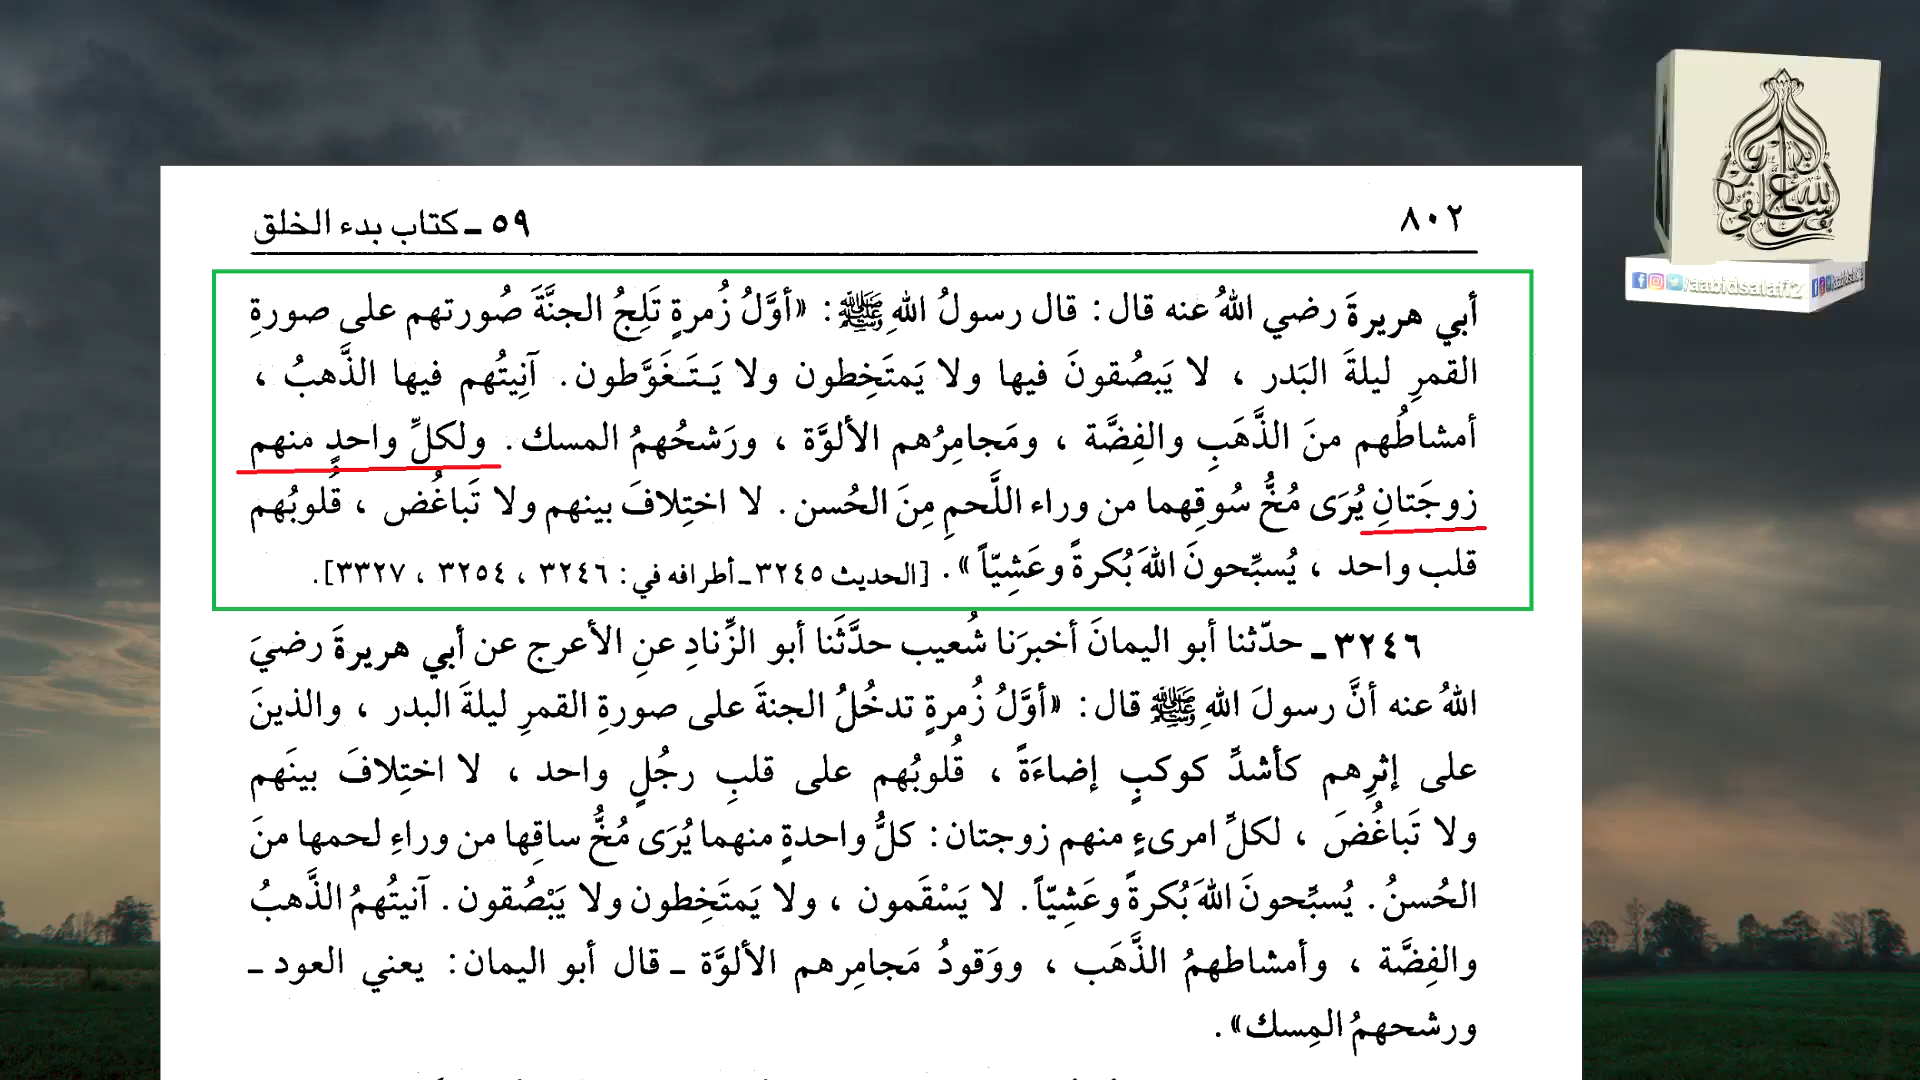 ٨٠٢
٥٩ ـ كتاب بدء الخلق
أبي هريرةَ رضي اللهُ عنه قال: قال رسولُ اللهِ ﷺ: «أوَّلُ زُمرةٍ تَلِجُ الجنَّةَ صُورتهم على صورةِ
القمرِ ليلةَ البَدر ، لا يَبصُقونَ فيها ولا يَمتَخِطون ولا يَـتَـغَوَّطون. آنِيتُهم فيها الذَّهبُ ،
أمشاطُهم منَ الذَّهَبِ والفِضَّة ، ومَجامِرُهم الألوَّة ، ورَشحُهمُ المسك. ولكلِّ واحدٍ منهم
زوجَتانِ يُرَى مُخُّ سُوقِهما من وراء اللَّحمِ مِنَ الحُسن. لا اختِلافَ بينهم ولا تَباغُض ، قُلوبُهم
قلب واحد ، يُسبِّحونَ اللهَ بُكرةً وعَشِيّاً». [الحديث ٣٢٤٥ ـ أطرافه في: ٣٢٤٦ ، ٣٢٥٤ ، ٣٣٢٧].
٣٢٤٦ ـ حدّثنا أبو اليمانَ أخبرَنا شُعيب حدَّثَنا أبو الزِّنادِ عنِ الأعرج عن أبي هريرةَ رضيَ
اللهُ عنه أنَّ رسولَ اللهِ ﷺ قال: «أوَّلُ زُمرةٍ تدخُلُ الجنةَ على صورةِ القمرِ ليلةَ البدر ، والذينَ
على إثرِهم كأشدِّ كوكبٍ إضاءَةً ، قُلوبُهم على قلبِ رجُلٍ واحد ، لا اختِلافَ بينَهم
ولا تَباغُضَ ، لكلِّ امرىءٍ منهم زوجتان: كلُّ واحدةٍ منهما يُرَى مُخُّ ساقِها من وراءِ لحمها منَ
الحُسنُ. يُسبِّحونَ اللهَ بُكرةً وعَشِيّاً. لا يَسْقَمون ، ولا يَمتَخِطون ولا يَبْصُقون. آنيتُهمُ الذَّهبُ
والفِضَّة ، وأمشاطهمُ الذَّهَب ، ووَقودُ مَجامِرهم الألوَّة ـ قال أبو اليمان: يعني العود ـ
ورشحهمُ المِسك».
/aabidsalafi2